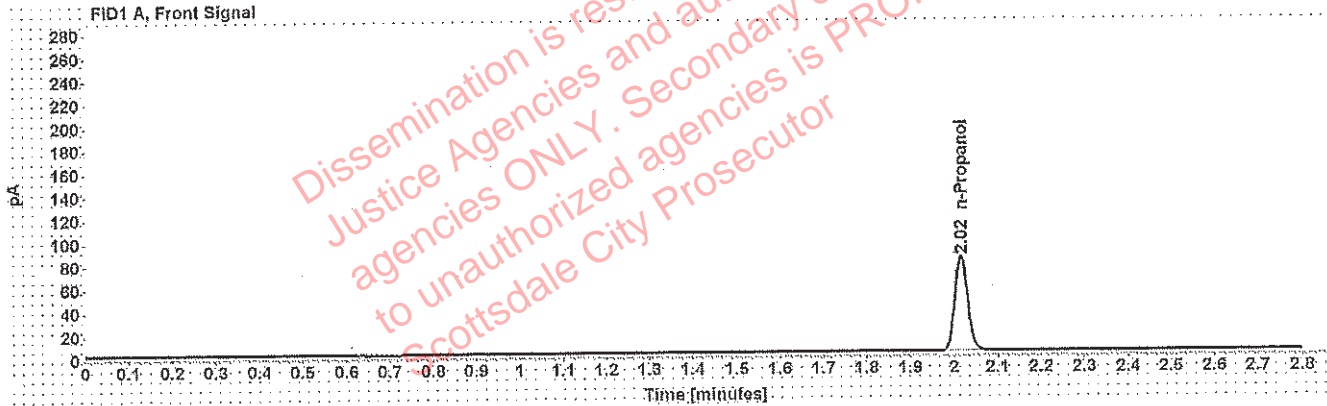 FID1 A, Front Signal
280
260
240
220
200
180
160
140
120
100
80
60
40
20
0
pA
2.02 n-Propanol
0 0.1 0.2 0.3 0.4 0.5 0.6 0.7 0.8 0.9 1 1.1 1.2 1.3 1.4 1.5 1.6 1.7 1.8 1.9 2 2.1 2.2 2.3 2.4 2.5 2.6 2.7 2.8
Time [minutes]
Dissemination is
Justice Agencies and
agencies ONLY. Secondary
to unauthorized agencies is
Scottsdale City Prosecutor